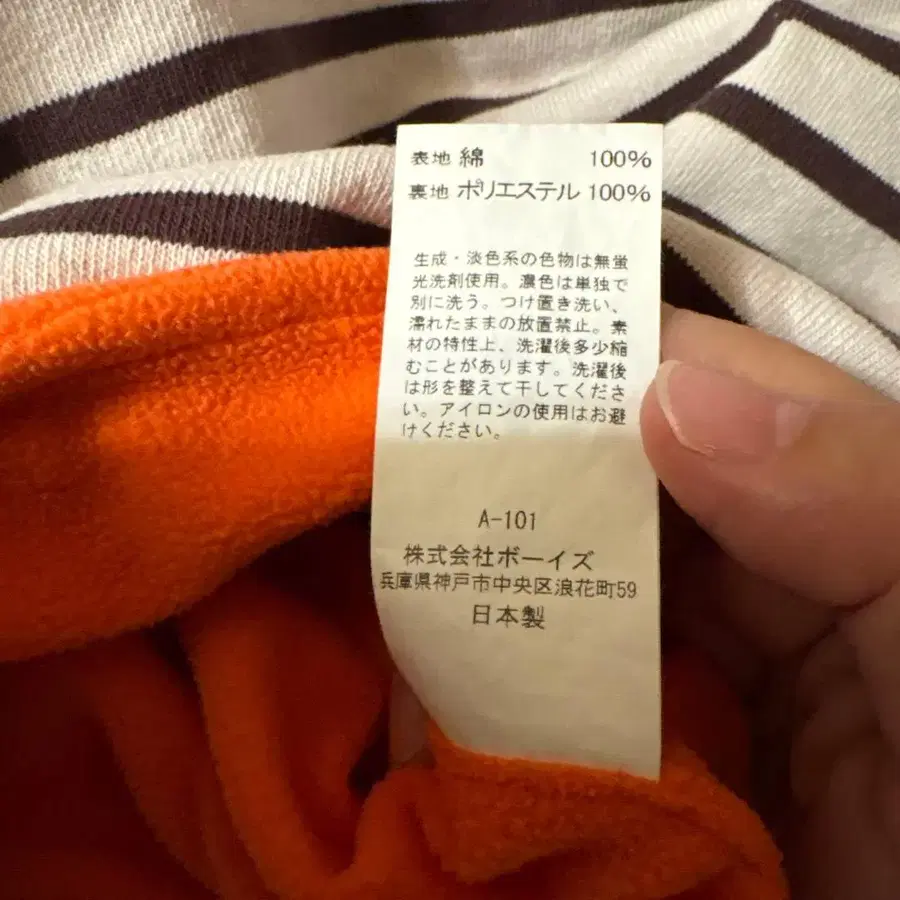 表地 綿 100%
裏地 ポリエステル 100%
生成・淡色系の色物は無蛍
光洗剤使用。濃色は単独で
別に洗う。つけ置き洗い、
濡れたままの放置禁止。素
材の特性上、洗濯後多少縮
むことがあります。洗濯後
は形を整えて干してくださ
い。アイロンの使用はお避
けください。
A-101
株式会社ボーイズ
兵庫県神戸市中央区浪花町59
日本製